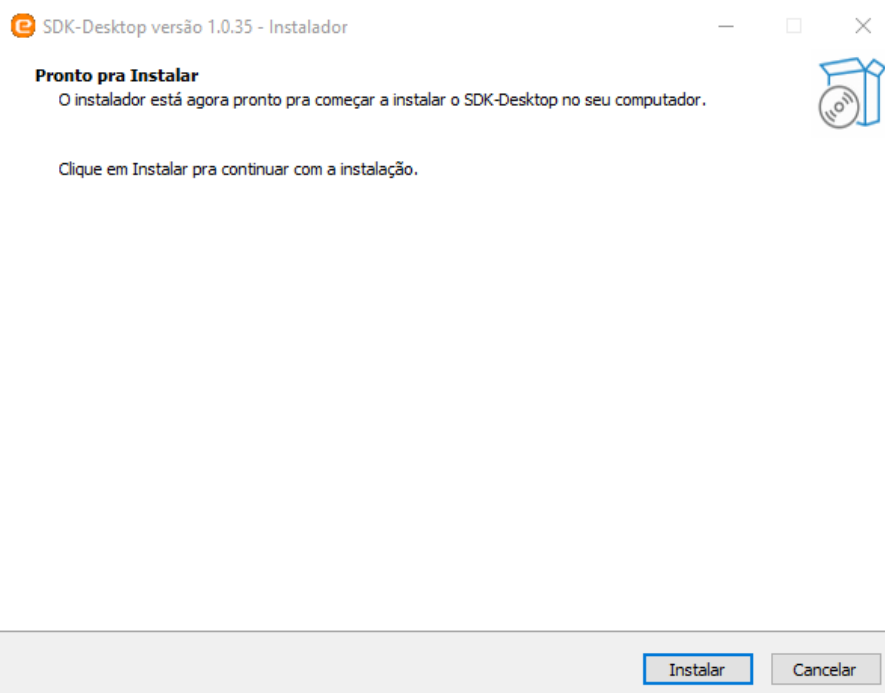 SDK-Desktop versão 1.0.35 - Instalador
Pronto pra Instalar
O instalador está agora pronto pra começar a instalar o SDK-Desktop no seu computador.
Clique em Instalar pra continuar com a instalação.
Instalar
Cancelar